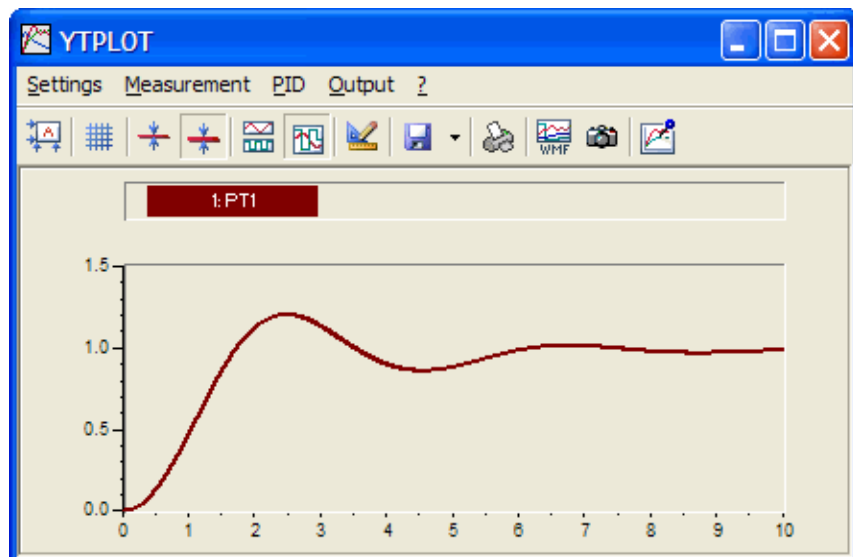 YTPLOT
Settings Measurement PID Output ?
A
WMF
1: PT1
1.5
1.0
0.5
0.0
0 1 2 3 4 5 6 7 8 9 10